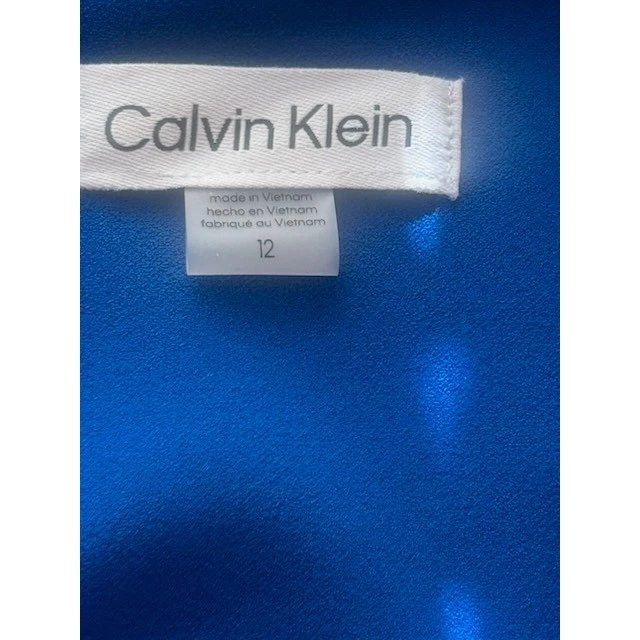 Calvin Klein
made in Vietnam
hecho en Vietnam
fabriqué au Vietnam
12